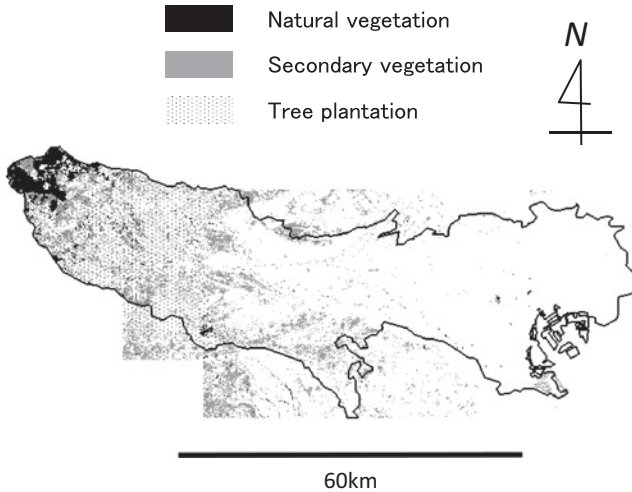 Natural vegetation
Secondary vegetation
Tree plantation
N
60km